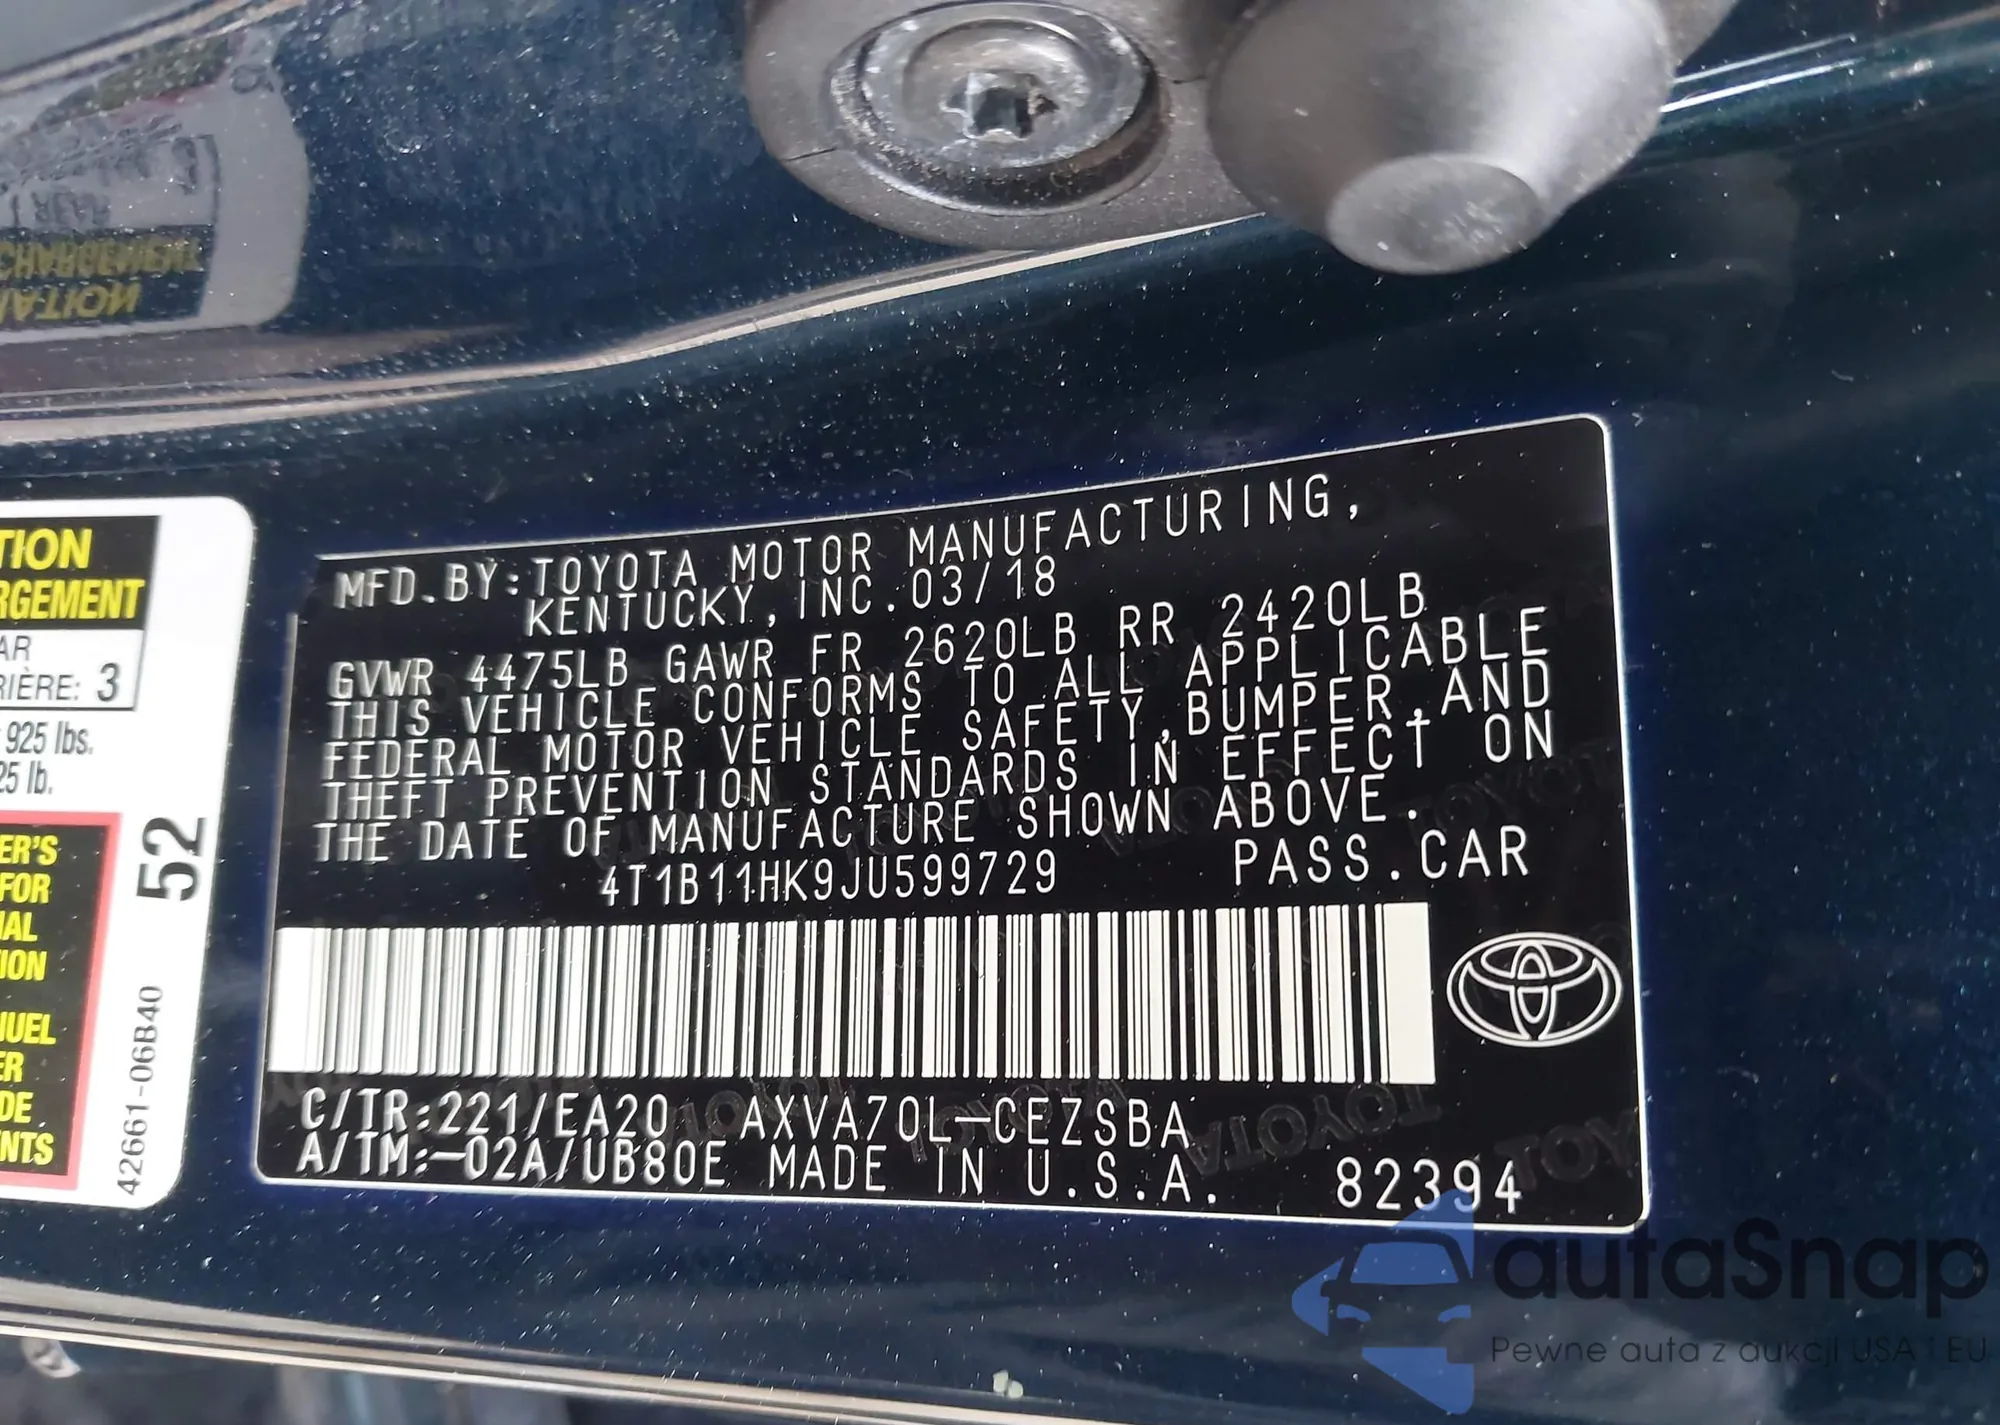 TION
RGEMENT
AR
RIÈRE: 3
925 lbs.
25 lb.
ER'S
FOR
NAL
ION
NUEL
ER
DE
NTS
52
42661-06B40
MFD.BY:TOYOTA MOTOR MANUFACTURING,
KENTUCKY,INC.03/18
GVWR 4475LB GAWR FR 2620LB RR 2420LB
THIS VEHICLE CONFORMS TO ALL APPLICABLE
FEDERAL MOTOR VEHICLE SAFETY,BUMPER,AND
THEFT PREVENTION STANDARDS IN EFFECT ON
THE DATE OF MANUFACTURE SHOWN ABOVE.
4T1B11HK9JU599729 PASS.CAR
C/TR:221/EA20 AXVA70L-CEZSBA
A/TM:-02A/UB80E MADE IN U.S.A. 82394
autaSnap
Pewne auta z aukcji USA i EU